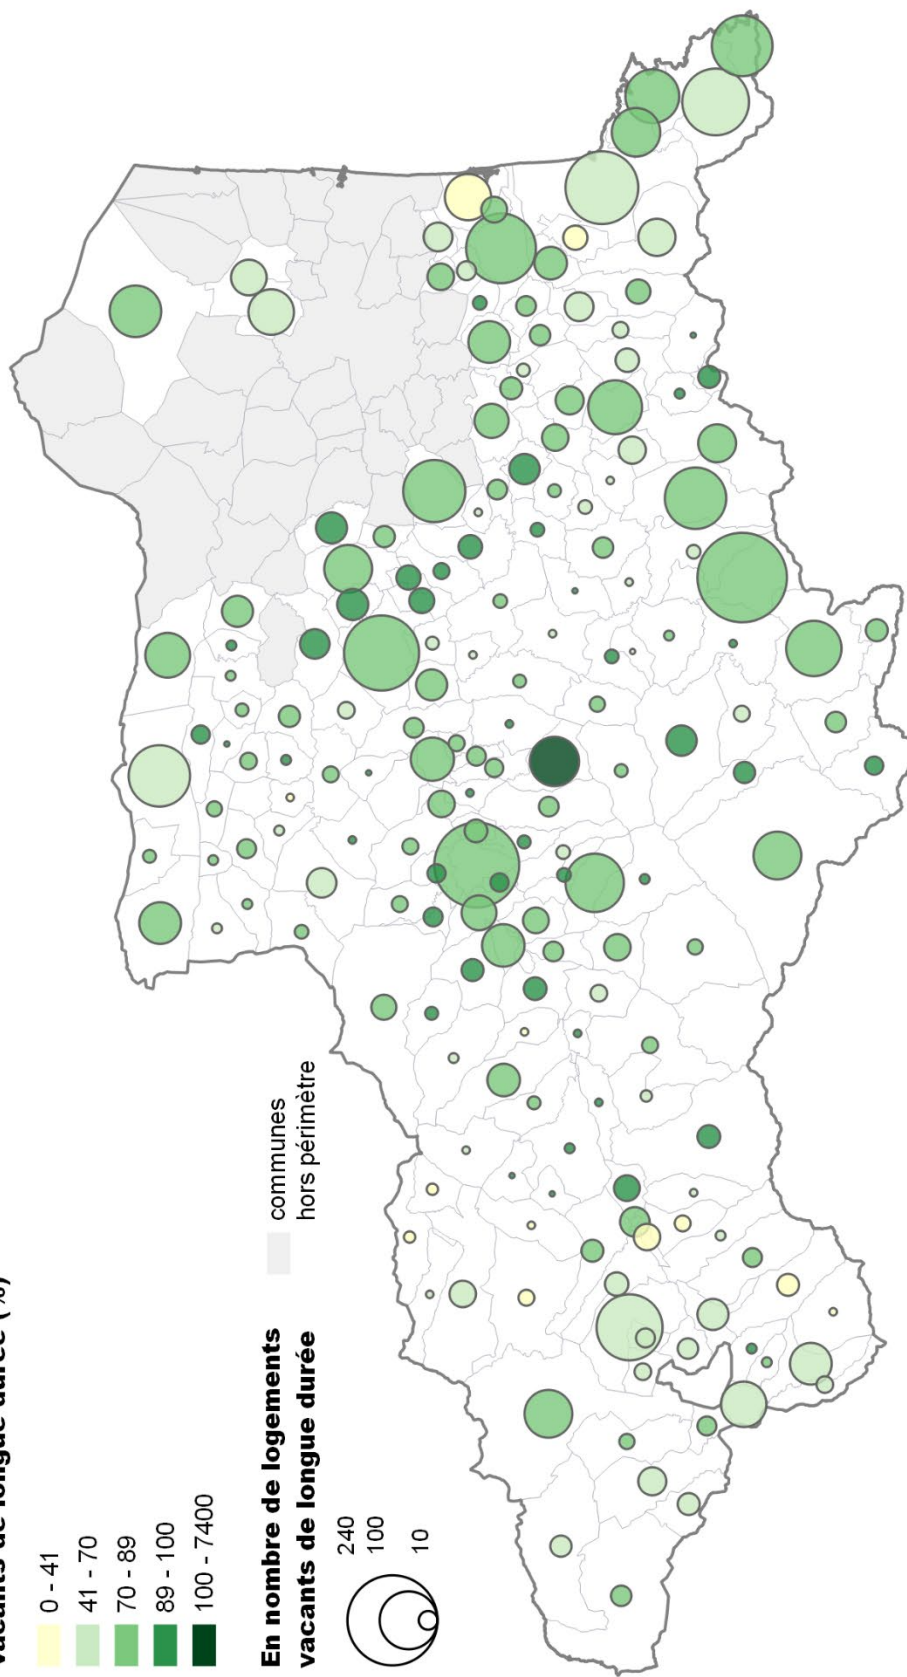 vacants de longue durée (%)
0 - 41
41 - 70
70 - 89
89 - 100
100 - 7400
En nombre de logements
vacants de longue durée
240
100
10
communes
hors périmètre